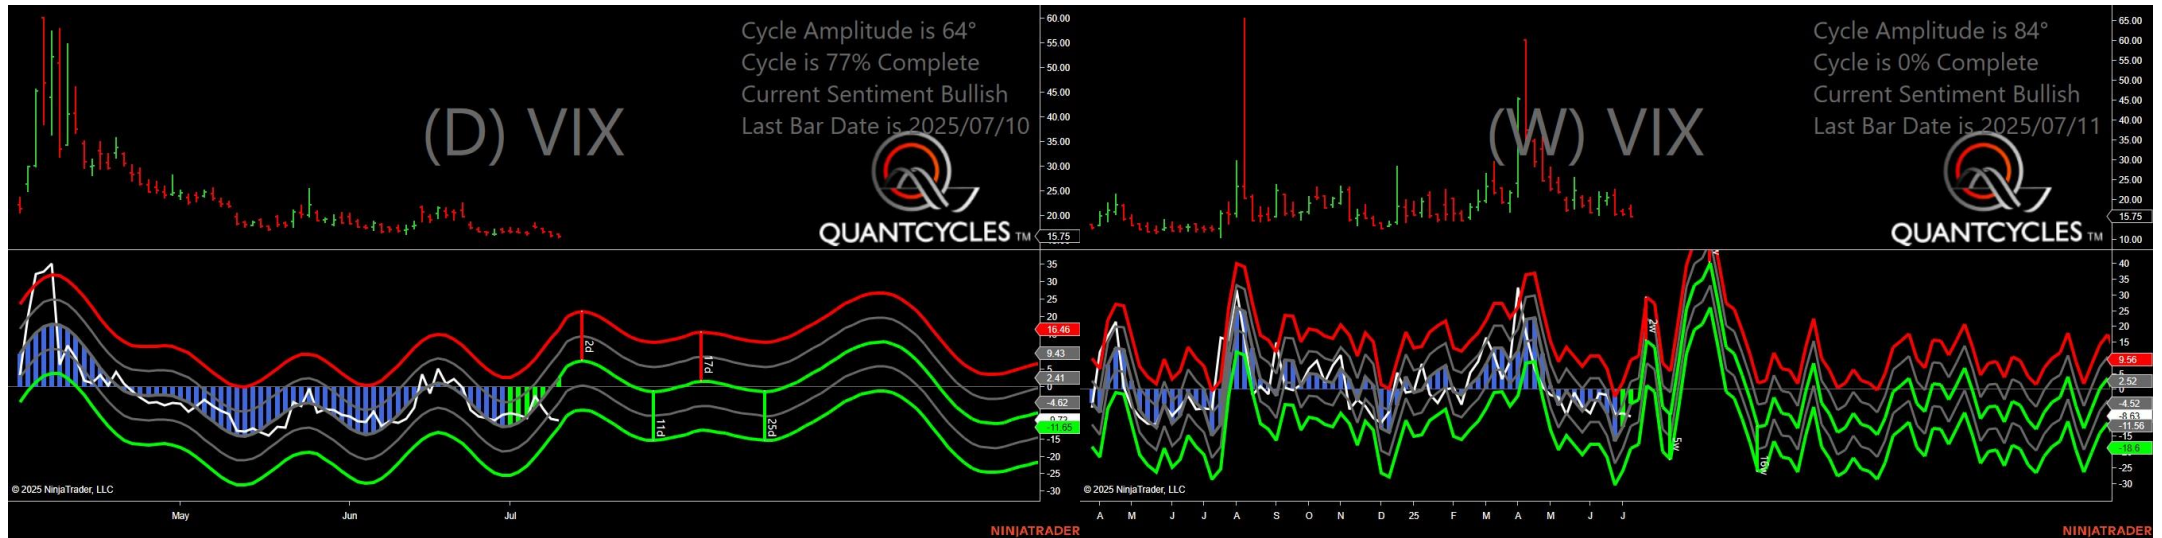 Cycle Amplitude is 64°
Cycle is 77% Complete
Current Sentiment Bullish
Last Bar Date is 2025/07/10
(D) VIX
QUANTCYCLES TM
60.00
55.00
50.00
45.00
40.00
35.00
30.00
25.00
20.00
15.75
35
30
25
20
16.46
9.43
5
2.41
0
-4.62
-9.72
-11.65
-15
-20
-25
-30
2d
11d
17d
25d
© 2025 NinjaTrader, LLC
May
Jun
Jul
NINJATRADER
Cycle Amplitude is 84°
Cycle is 0% Complete
Current Sentiment Bullish
Last Bar Date is 2025/07/11
(W) VIX
QUANTCYCLES TM
65.00
60.00
55.00
50.00
45.00
40.00
35.00
30.00
25.00
20.00
15.75
10.00
40
35
30
25
20
15
9.56
2.52
-4.52
-8.63
-11.56
-15
-18.6
-25
-30
2w
5w
16w
© 2025 NinjaTrader, LLC
A M J J A S O N D 25 F M A M J J
NINJATRADER